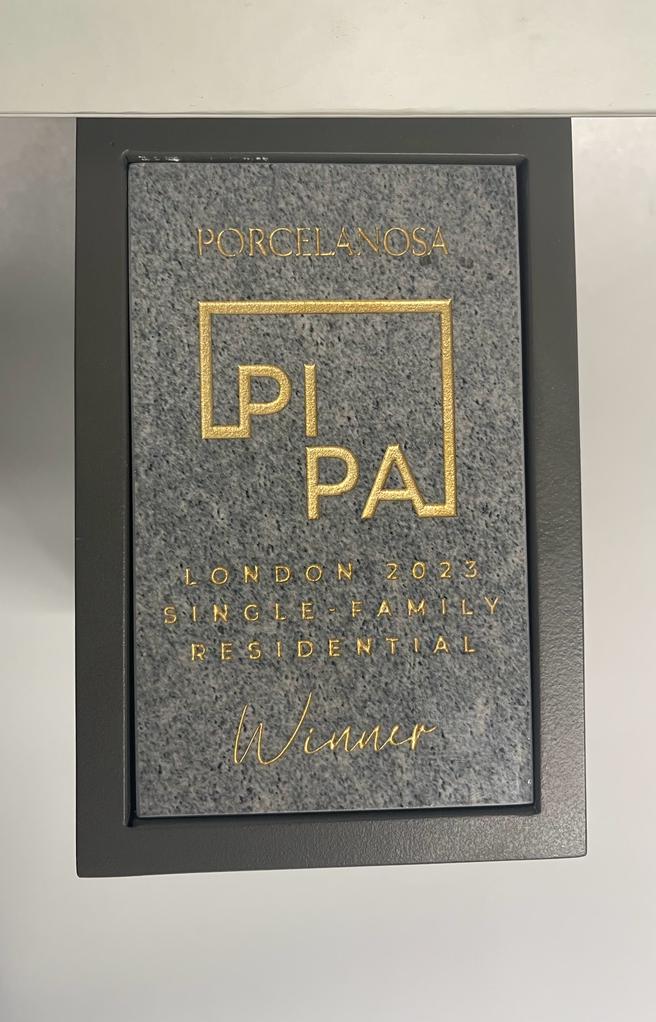 PORCELANOSA
PI
PA
LONDON 2023
SINGLE-FAMILY
RESIDENTIAL
Winner